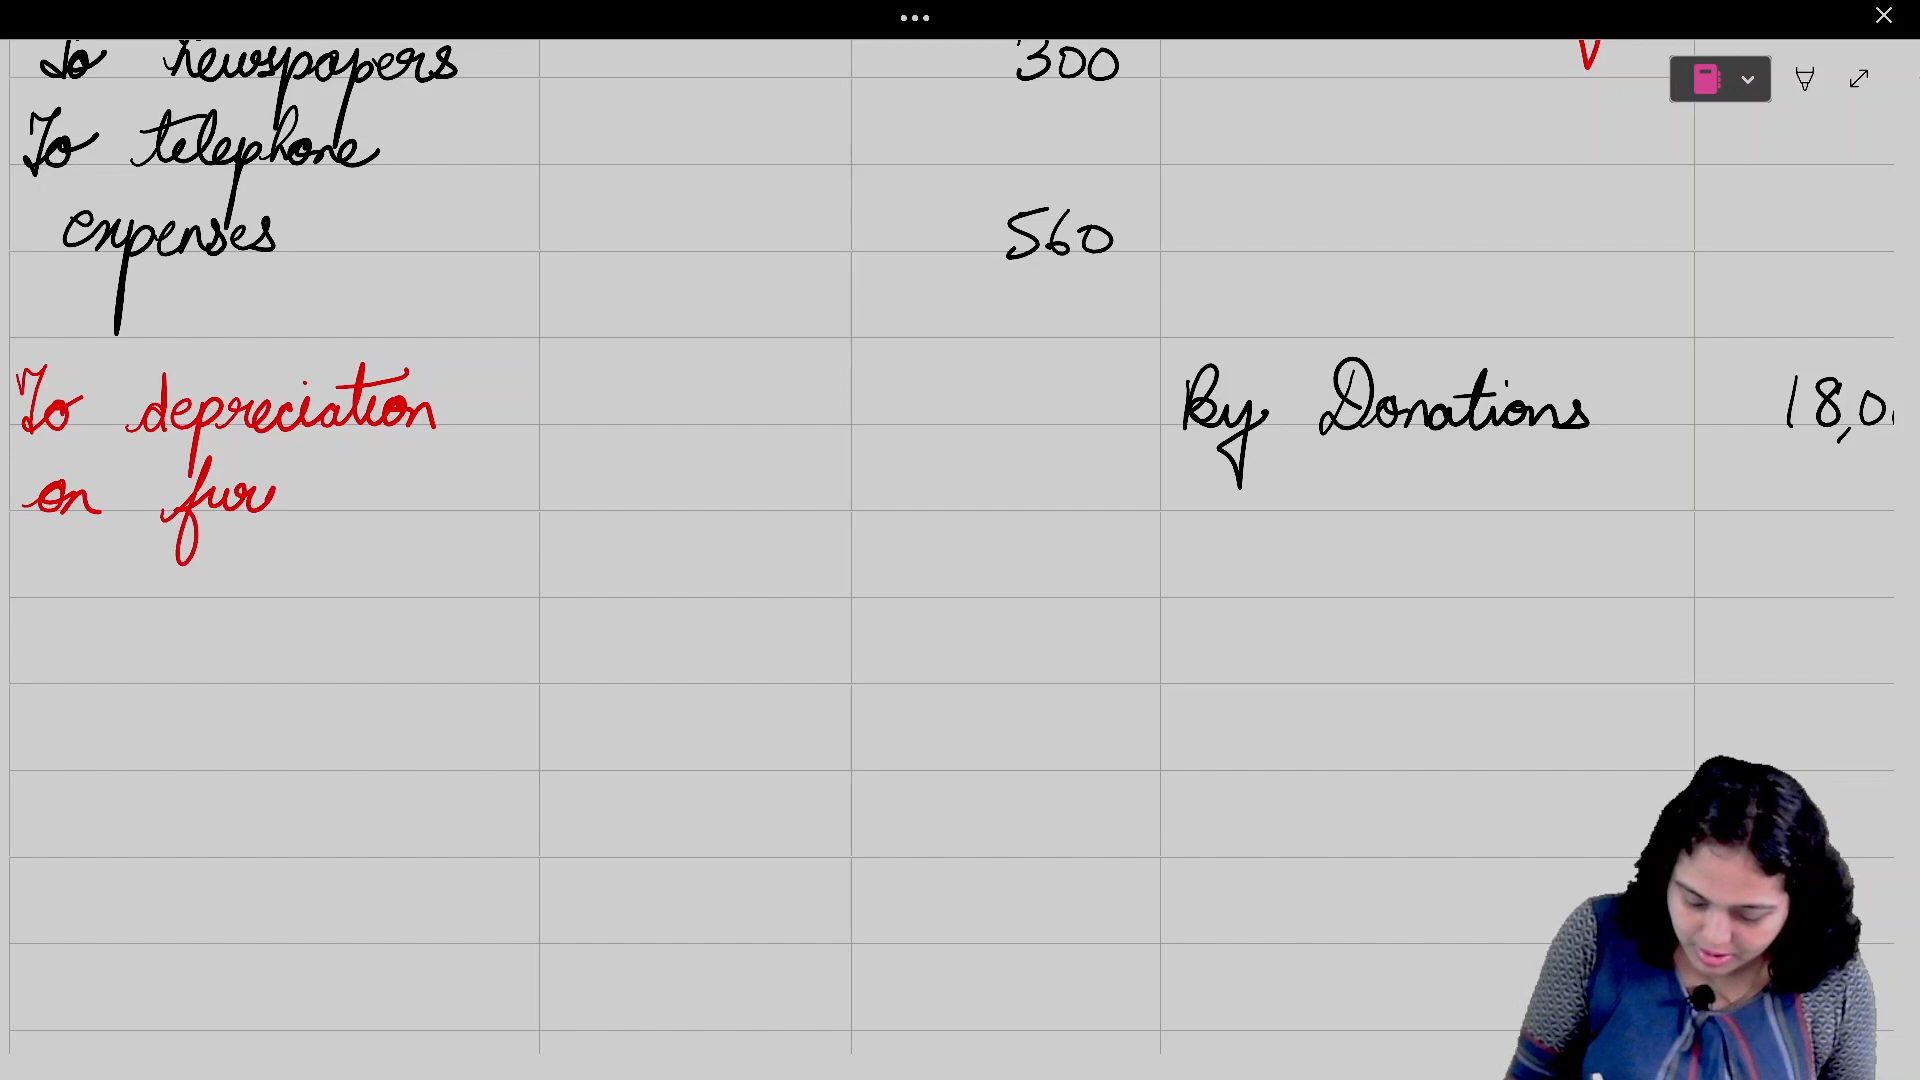 To newspapers 300
To telephone
expenses 560
To depreciation By Donations 18,0
on fur